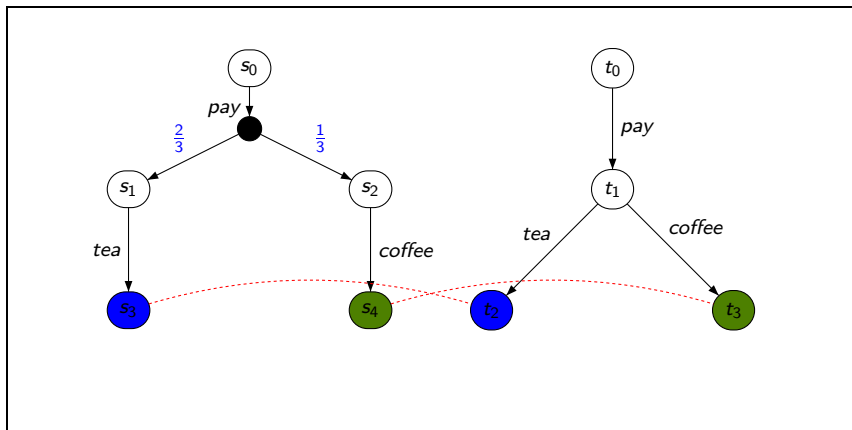 s₀ t₀
pay
2/3 1/3 pay
s₁ s₂ t₁
tea coffee tea coffee
s₃ s₄ t₂ t₃